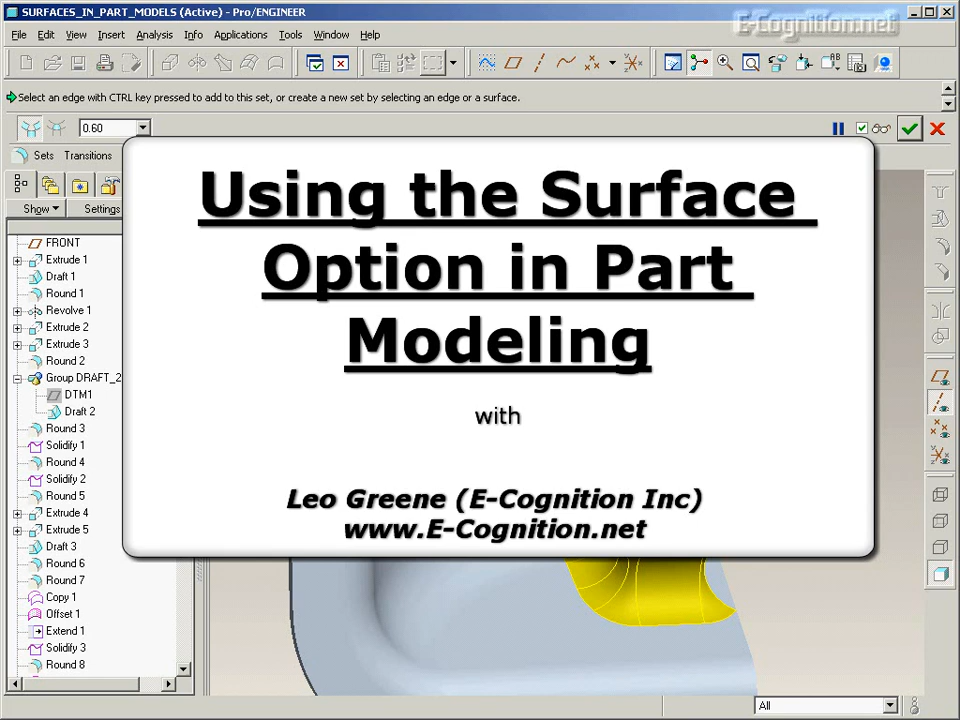 SURFACES_IN_PART_MODELS (Active) - Pro/ENGINEER
E-Cognition.net
File Edit View Insert Analysis Info Applications Tools Window Help
Select an edge with CTRL key pressed to add to this set, or create a new set by selecting an edge or a surface.
0.60
Sets Transitions
Show Settings
Using the Surface
Option in Part
Modeling
with
Leo Greene (E-Cognition Inc)
www.E-Cognition.net
FRONT
Extrude 1
Draft 1
Round 1
Revolve 1
Extrude 2
Extrude 3
Round 2
Group DRAFT_2
DTM1
Draft 2
Round 3
Solidify 1
Round 4
Solidify 2
Round 5
Extrude 4
Extrude 5
Draft 3
Round 6
Round 7
Copy 1
Offset 1
Extend 1
Solidify 3
Round 8
All